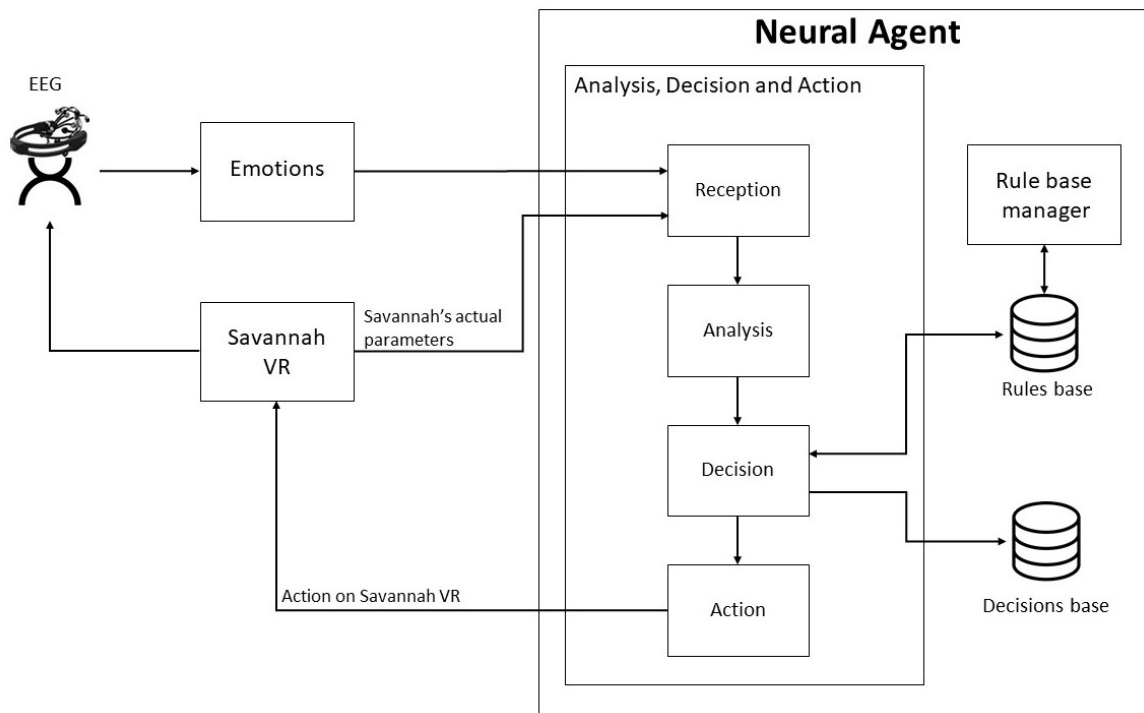 Neural Agent
EEG
Analysis, Decision and Action
Emotions
Reception
Rule base
manager
Savannah
VR
Savannah's actual
parameters
Analysis
Rules base
Decision
Action on Savannah VR
Action
Decisions base